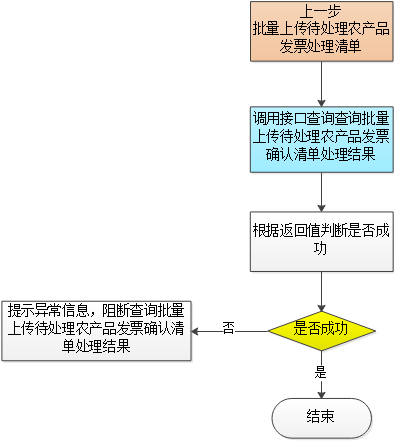 上一步
批量上传待处理农产品
发票处理清单
调用接口查询查询批量
上传待处理农产品发票
确认清单处理结果
根据返回值判断是否成
功
是否成功
否
提示异常信息，阻断查询批量
上传待处理农产品发票确认清
单处理结果
是
结束